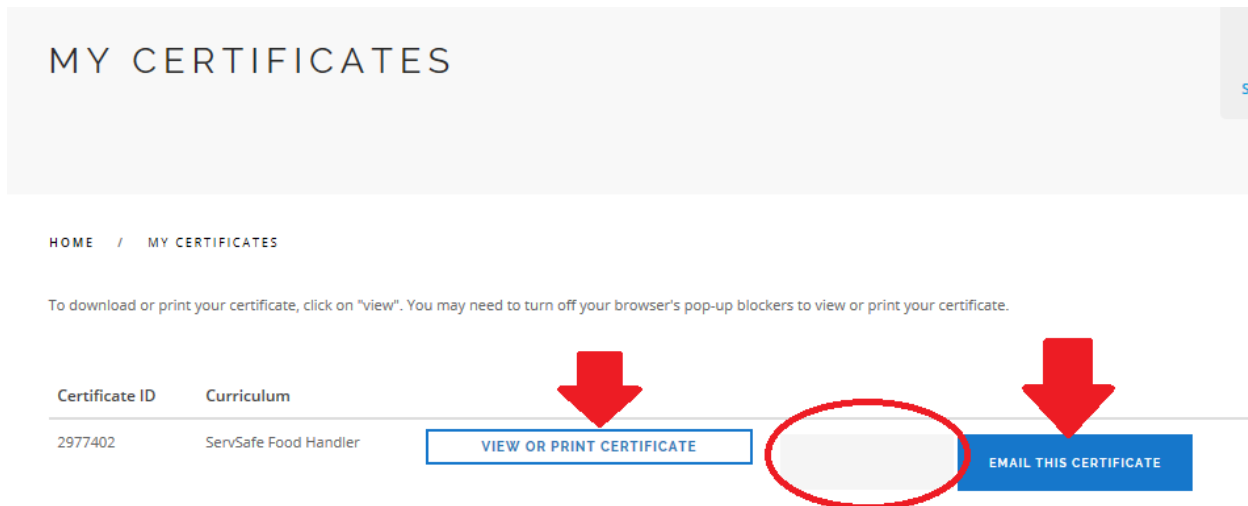 MY CERTIFICATES
S
HOME / MY CERTIFICATES
To download or print your certificate, click on "view". You may need to turn off your browser's pop-up blockers to view or print your certificate.
Certificate ID Curriculum
2977402 ServSafe Food Handler VIEW OR PRINT CERTIFICATE EMAIL THIS CERTIFICATE